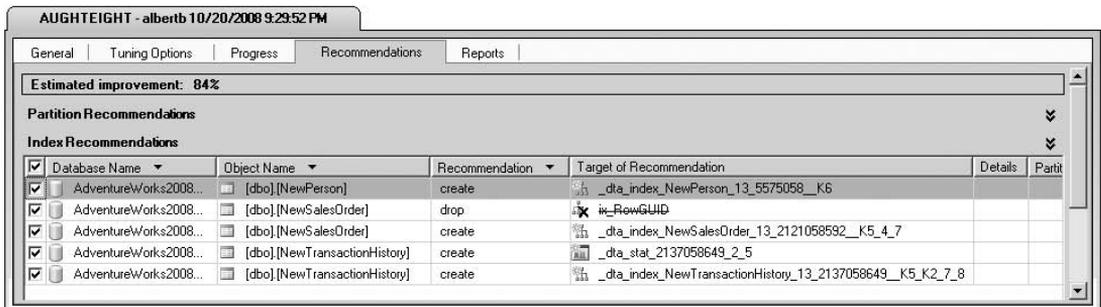 AUGHTEIGHT - albertb 10/20/2008 9:29:52 PM
General Tuning Options Progress Recommendations Reports
Estimated improvement: 84%
Partition Recommendations
Index Recommendations
Database Name Object Name Recommendation Target of Recommendation Details Partit
AdventureWorks2008... [dbo].[NewPerson] create _dta_index_NewPerson_13_5575058__K6
AdventureWorks2008... [dbo].[NewSalesOrder] drop ix_RowGUID
AdventureWorks2008... [dbo].[NewSalesOrder] create _dta_index_NewSalesOrder_13_2121058592__K5_4_7
AdventureWorks2008... [dbo].[NewTransactionHistory] create _dta_stat_2137058649_2_5
AdventureWorks2008... [dbo].[NewTransactionHistory] create _dta_index_NewTransactionHistory_13_2137058649__K5_K2_7_8